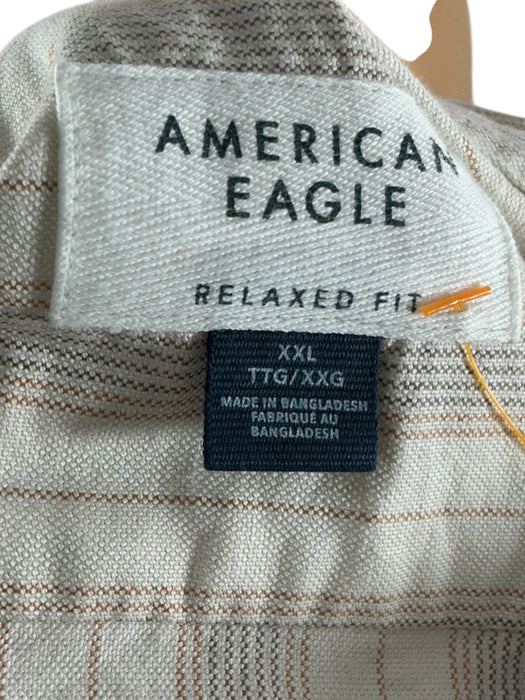 AMERICAN
EAGLE
RELAXED FIT
XXL
TTG/XXG
MADE IN BANGLADESH
FABRIQUÉ AU
BANGLADESH